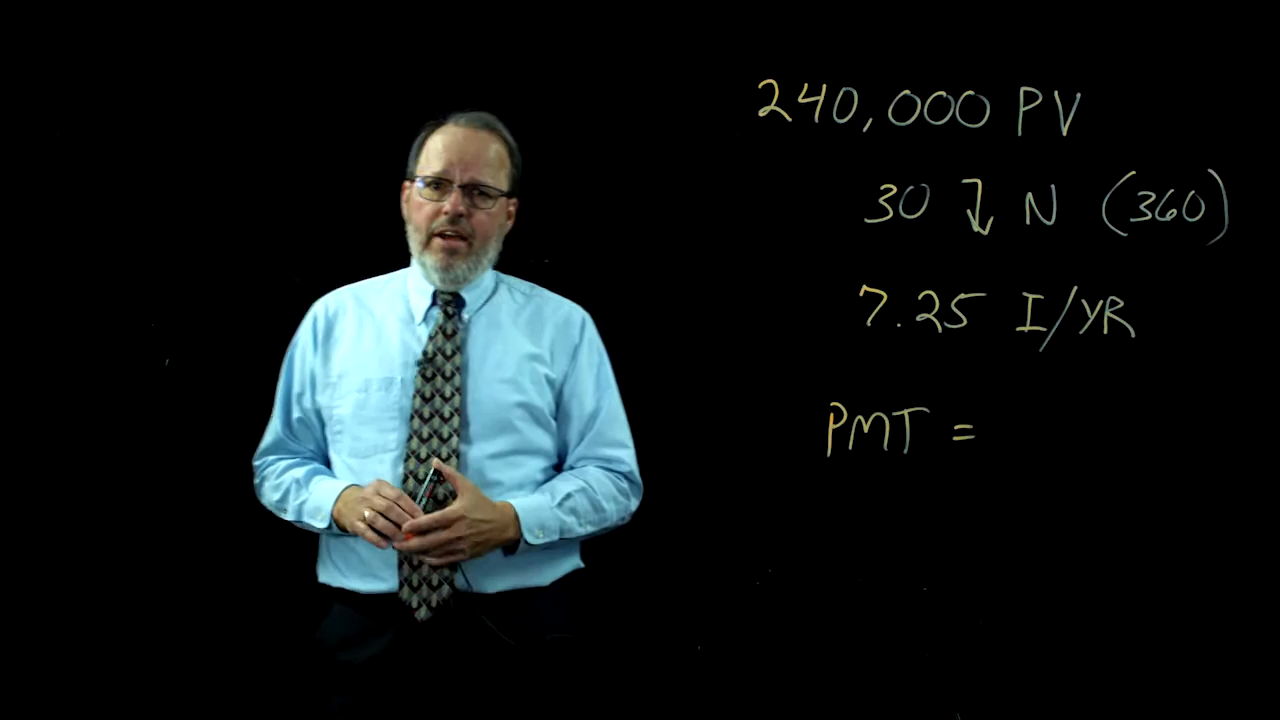 240,000 PV
30 ↴ N (360)
7.25 I/YR
PMT =